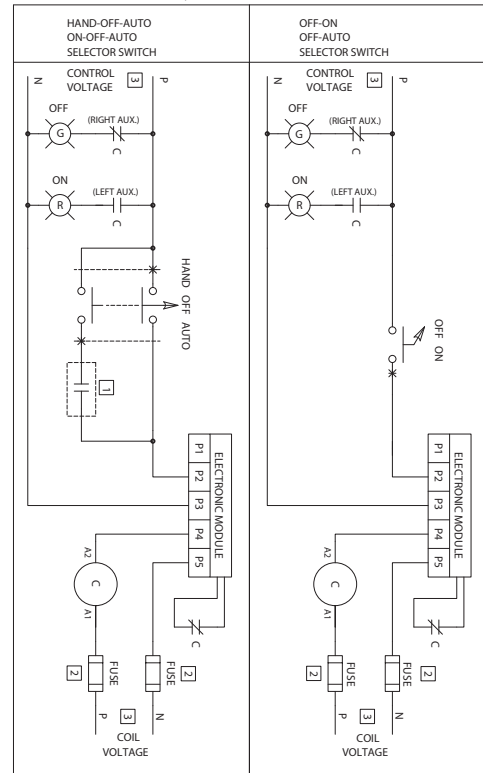 HAND-OFF-AUTO
ON-OFF-AUTO
SELECTOR SWITCH
N
CONTROL
VOLTAGE
3
P
OFF
G
(RIGHT AUX.)
C
ON
R
(LEFT AUX.)
C
HAND OFF AUTO
1
P1
P2
P3
P4
P5
ELECTRONIC MODULE
A2
C
A1
C
2
FUSE
FUSE
2
P
3
N
COIL
VOLTAGE
OFF-ON
OFF-AUTO
SELECTOR SWITCH
N
CONTROL
VOLTAGE
3
P
OFF
G
(RIGHT AUX.)
C
ON
R
(LEFT AUX.)
C
OFF ON
P1
P2
P3
P4
P5
ELECTRONIC MODULE
A2
C
A1
C
2
FUSE
FUSE
2
P
3
N
COIL
VOLTAGE